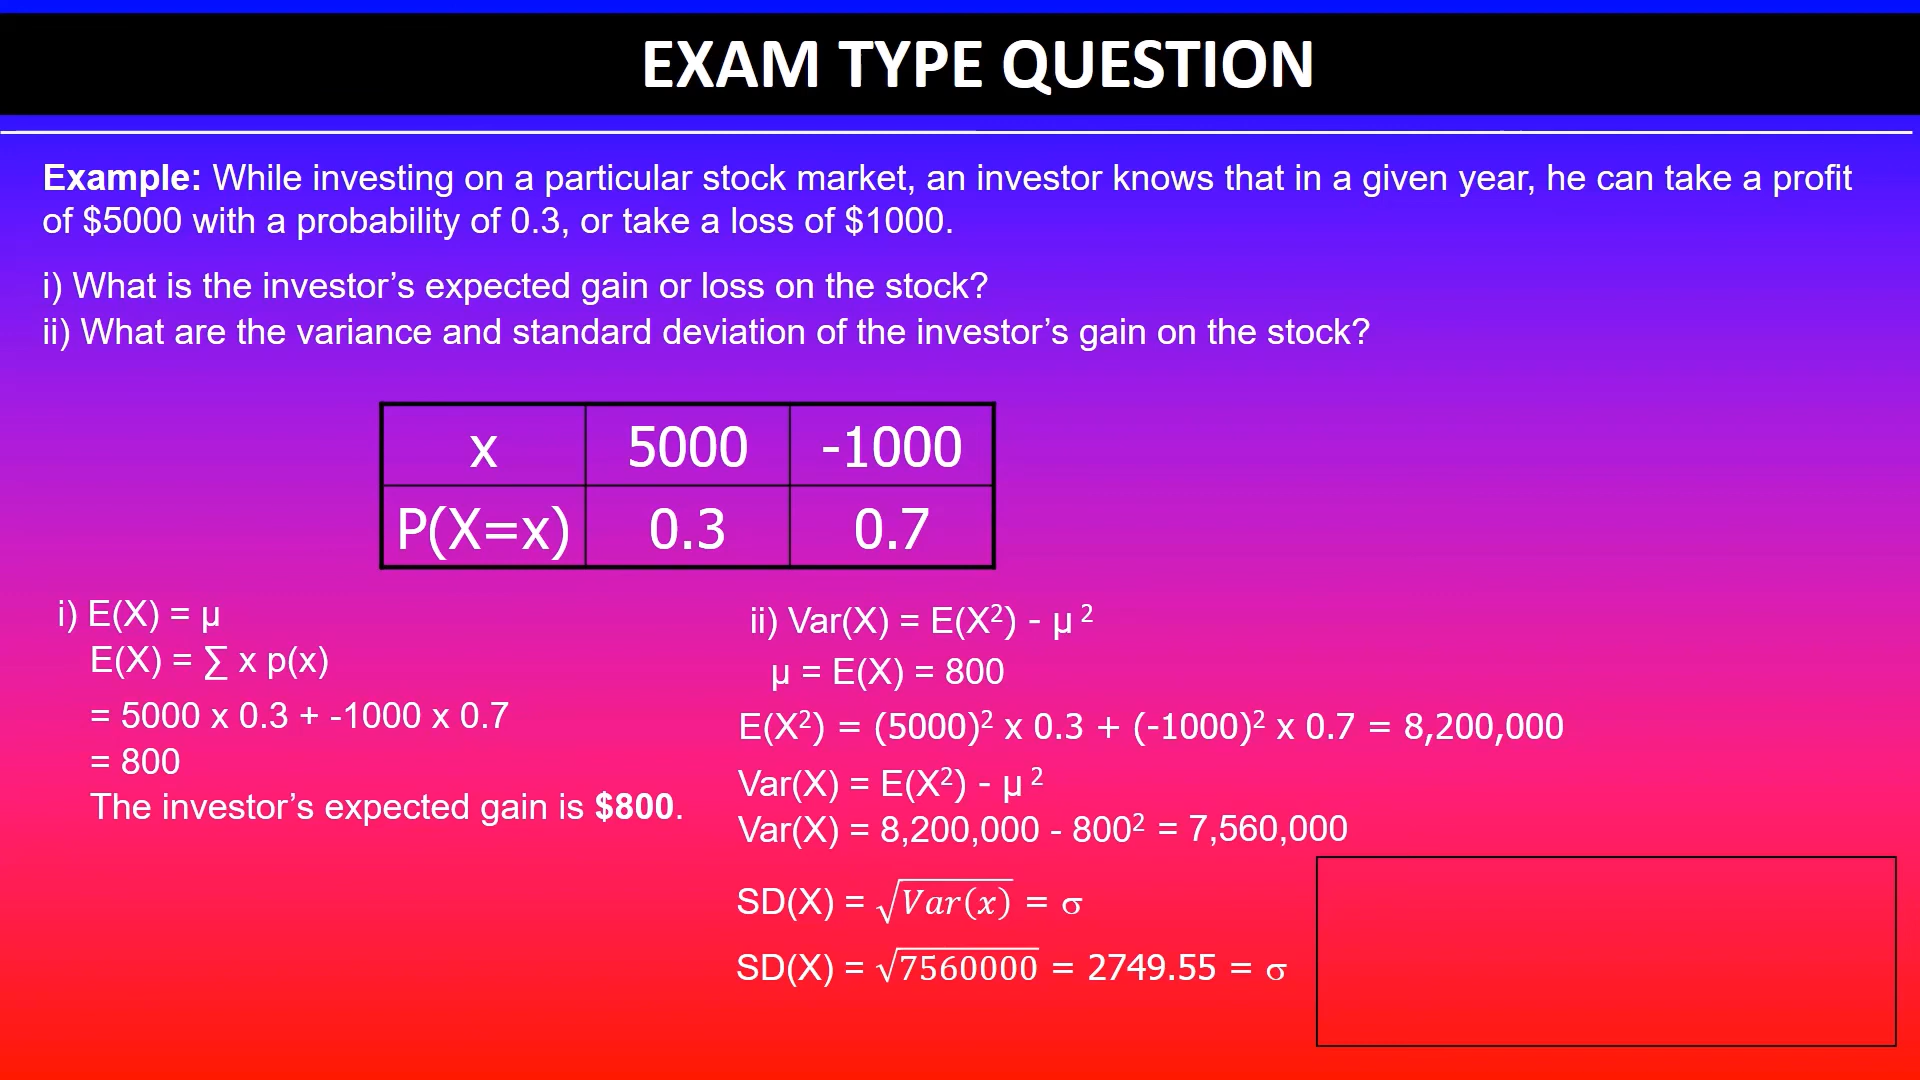 EXAM TYPE QUESTION
Example: While investing on a particular stock market, an investor knows that in a given year, he can take a profit
of $5000 with a probability of 0.3, or take a loss of $1000.
i) What is the investor’s expected gain or loss on the stock?
ii) What are the variance and standard deviation of the investor’s gain on the stock?
x 5000 -1000
P(X=x) 0.3 0.7
i) E(X) = μ
E(X) = ∑ x p(x)
= 5000 x 0.3 + -1000 x 0.7
= 800
The investor’s expected gain is $800.
ii) Var(X) = E(X²) - μ ²
μ = E(X) = 800
E(X²) = (5000)² x 0.3 + (-1000)² x 0.7 = 8,200,000
Var(X) = E(X²) - μ ²
Var(X) = 8,200,000 - 800² = 7,560,000
SD(X) = √Var(x) = σ
SD(X) = √7560000 = 2749.55 = σ